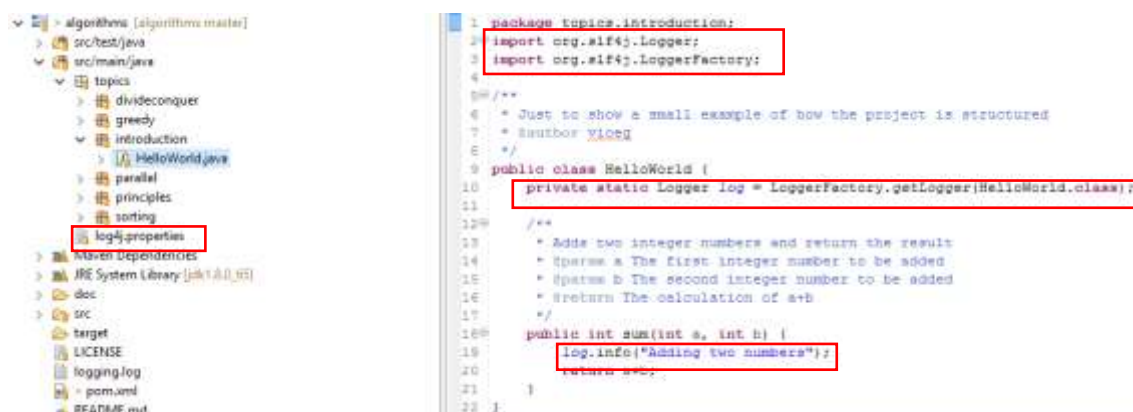 > algorithms [algorithms master]
src/test/java
src/main/java
topics
divideconquer
greedy
introduction
HelloWorld.java
parallel
principles
sorting
log4j.properties
Maven Dependencies
JRE System Library [jdk1.8.0_65]
doc
src
target
LICENSE
logging.log
pom.xml
README.md
1 package topics.introduction;
2 import org.slf4j.Logger;
3 import org.slf4j.LoggerFactory;
4
5 /**
6 * Just to show a small example of how the project is structured
7 * @author viceg
8 */
9 public class HelloWorld {
10 private static Logger log = LoggerFactory.getLogger(HelloWorld.class);
11
12 /**
13 * Adds two integer numbers and return the result
14 * @param a The first integer number to be added
15 * @param b The second integer number to be added
16 * @return The calculation of a+b
17 */
18 public int sum(int a, int b) {
19 log.info("Adding two numbers");
20 return a+b;
21 }
22 }